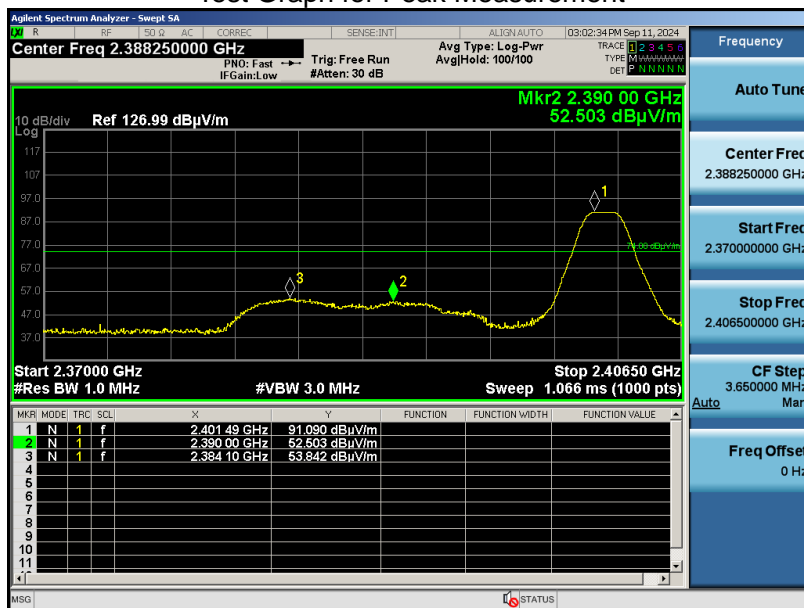 Test Graph for Peak Measurement
Agilent Spectrum Analyzer - Swept SA
LXI R RF 50 Ω AC CORREC SENSE:INT ALIGN AUTO 03:02:34 PM Sep 11, 2024
Center Freq 2.388250000 GHz
PNO: Fast
IFGain:Low
Trig: Free Run
#Atten: 30 dB
Avg Type: Log-Pwr
Avg|Hold: 100/100
TRACE 1 2 3 4 5 6
TYPE M WWWWW
DET P N N N N N
Mkr2 2.390 00 GHz
52.503 dBµV/m
10 dB/div Ref 126.99 dBµV/m
Log
117
107
97.0
87.0
77.0
67.0
57.0
47.0
37.0
1
74.00 dBµV/m
3
2
Start 2.37000 GHz Stop 2.40650 GHz
#Res BW 1.0 MHz #VBW 3.0 MHz Sweep 1.066 ms (1000 pts)
MKR MODE TRC SCL X Y FUNCTION FUNCTION WIDTH FUNCTION VALUE
1 N 1 f 2.401 49 GHz 91.090 dBµV/m
2 N 1 f 2.390 00 GHz 52.503 dBµV/m
3 N 1 f 2.384 10 GHz 53.842 dBµV/m
4
5
6
7
8
9
10
11
MSG STATUS
Frequency
Auto Tune
Center Freq
2.388250000 GHz
Start Freq
2.370000000 GHz
Stop Freq
2.406500000 GHz
CF Step
3.650000 MHz
Auto Man
Freq Offset
0 Hz